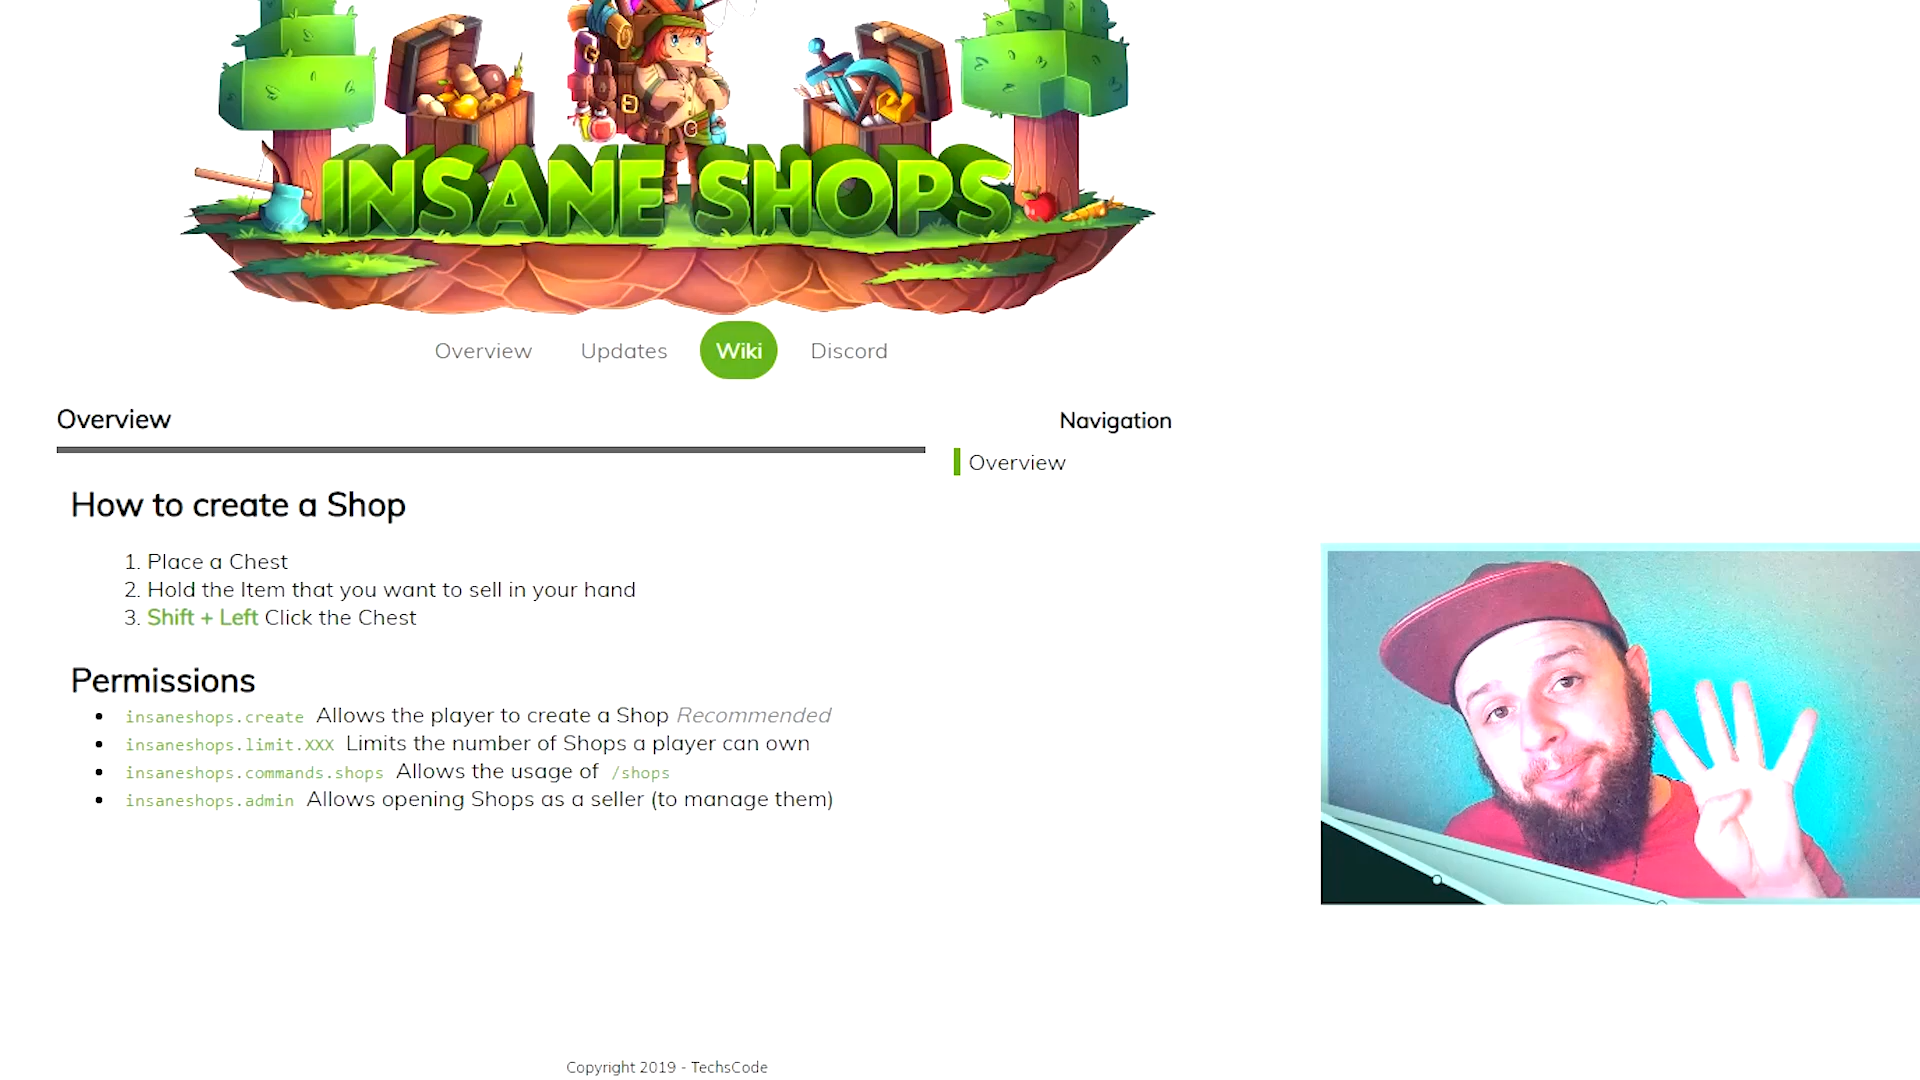 INSANE SHOPS
Overview Updates Wiki Discord
Overview
Navigation
Overview
How to create a Shop
1. Place a Chest
2. Hold the Item that you want to sell in your hand
3. Shift + Left Click the Chest
Permissions
insaneshops.create Allows the player to create a Shop Recommended
insaneshops.limit.XXX Limits the number of Shops a player can own
insaneshops.commands.shops Allows the usage of /shops
insaneshops.admin Allows opening Shops as a seller (to manage them)
Copyright 2019 - TechsCode